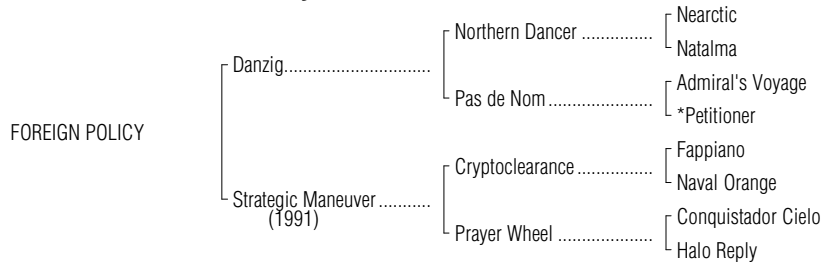 Nearctic
Northern Dancer ...............
Natalma
Danzig..............................
Admiral's Voyage
Pas de Nom ......................
*Petitioner
FOREIGN POLICY
Fappiano
Cryptoclearance ................
Naval Orange
Strategic Maneuver ...........
(1991)
Conquistador Cielo
Prayer Wheel ....................
Halo Reply